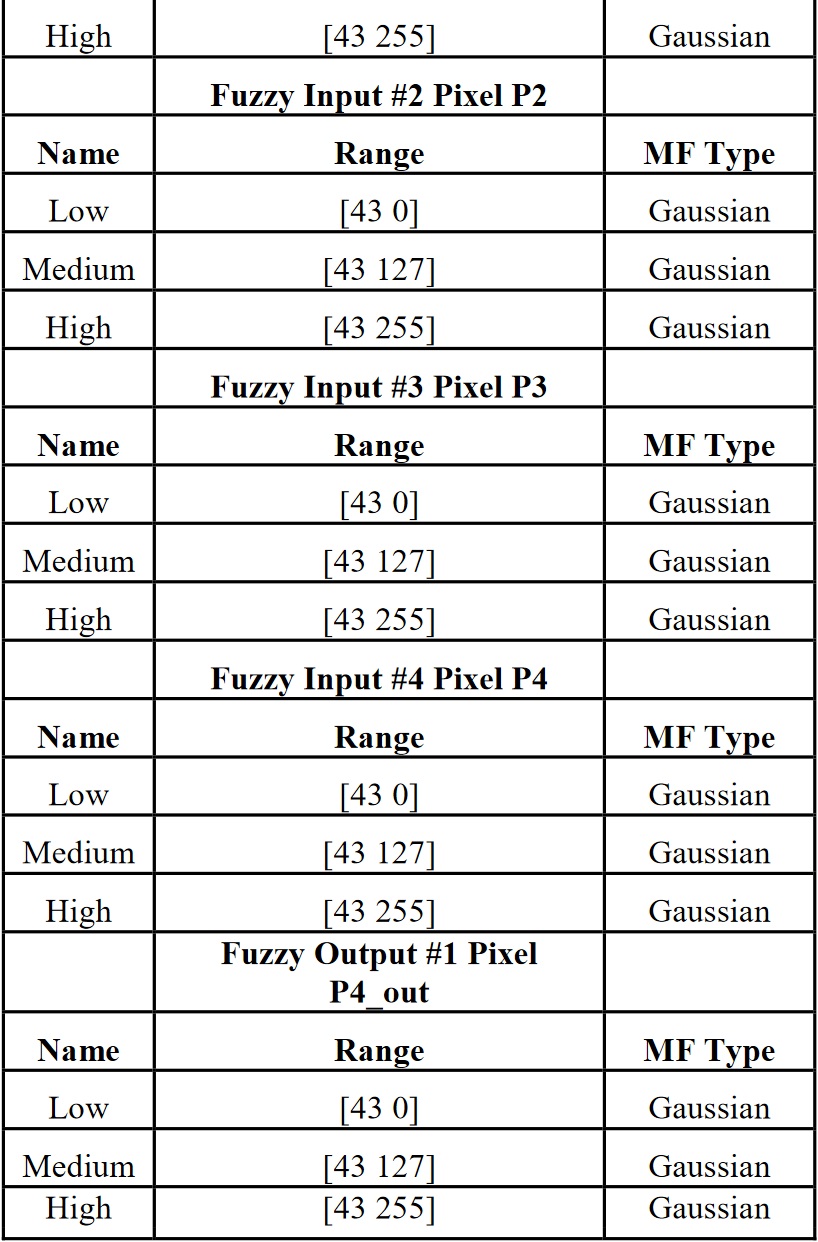 High [43 255] Gaussian
Fuzzy Input #2 Pixel P2
Name Range MF Type
Low [43 0] Gaussian
Medium [43 127] Gaussian
High [43 255] Gaussian
Fuzzy Input #3 Pixel P3
Name Range MF Type
Low [43 0] Gaussian
Medium [43 127] Gaussian
High [43 255] Gaussian
Fuzzy Input #4 Pixel P4
Name Range MF Type
Low [43 0] Gaussian
Medium [43 127] Gaussian
High [43 255] Gaussian
Fuzzy Output #1 Pixel
P4_out
Name Range MF Type
Low [43 0] Gaussian
Medium [43 127] Gaussian
High [43 255] Gaussian